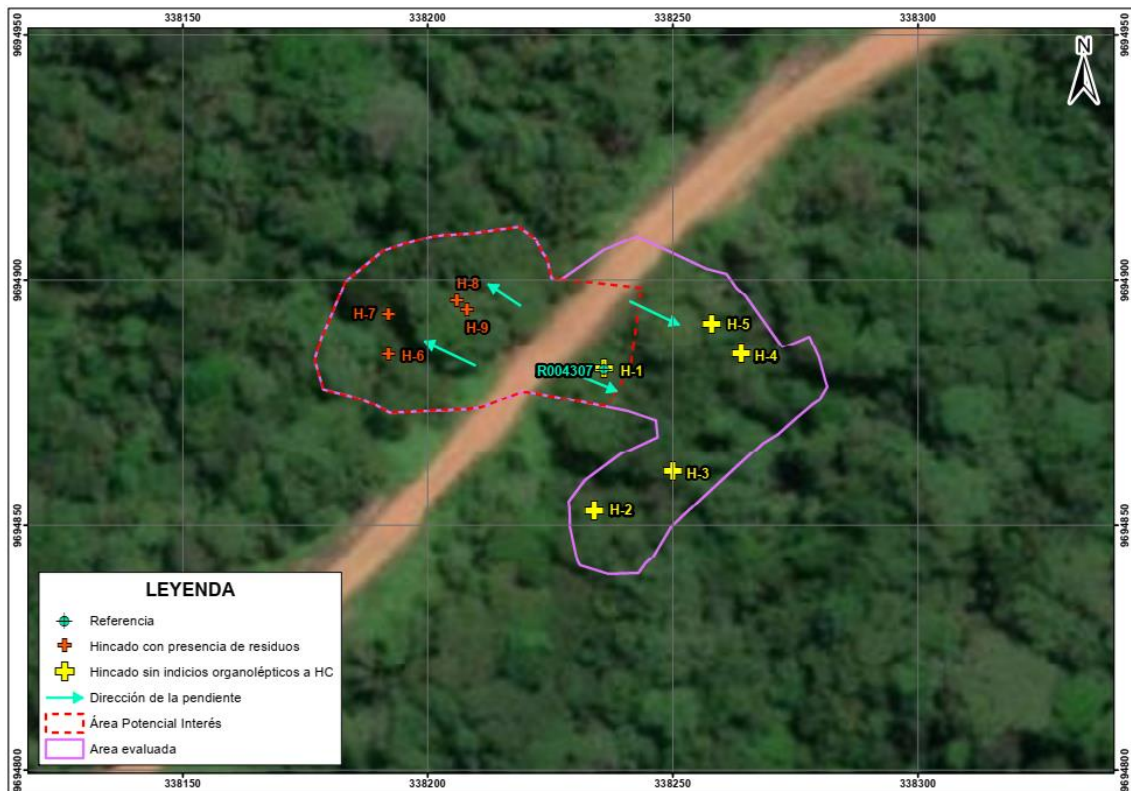 338150 338200 338250 338300
9694950 9694950
N
9694900 9694900
H-8
H-7
H-9
H-5
H-6
H-4
R004307 H-1
H-3
H-2
9694850 9694850
LEYENDA
Referencia
Hincado con presencia de residuos
Hincado sin indicios organolépticos a HC
Dirección de la pendiente
Área Potencial Interés
Area evaluada
9694800 9694800
338150 338200 338250 338300